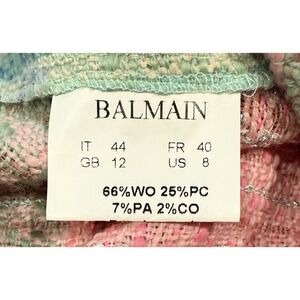 BALMAIN
IT 44 FR 40
GB 12 US 8
66%WO 25%PC
7%PA 2%CO